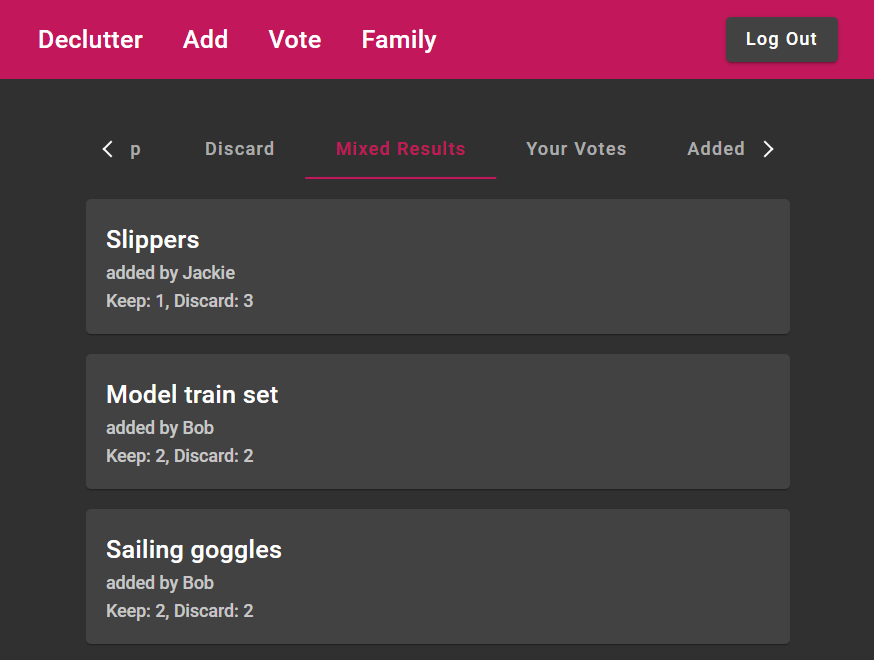 Declutter Add Vote Family Log Out
p Discard Mixed Results Your Votes Added
Slippers
added by Jackie
Keep: 1, Discard: 3
Model train set
added by Bob
Keep: 2, Discard: 2
Sailing goggles
added by Bob
Keep: 2, Discard: 2